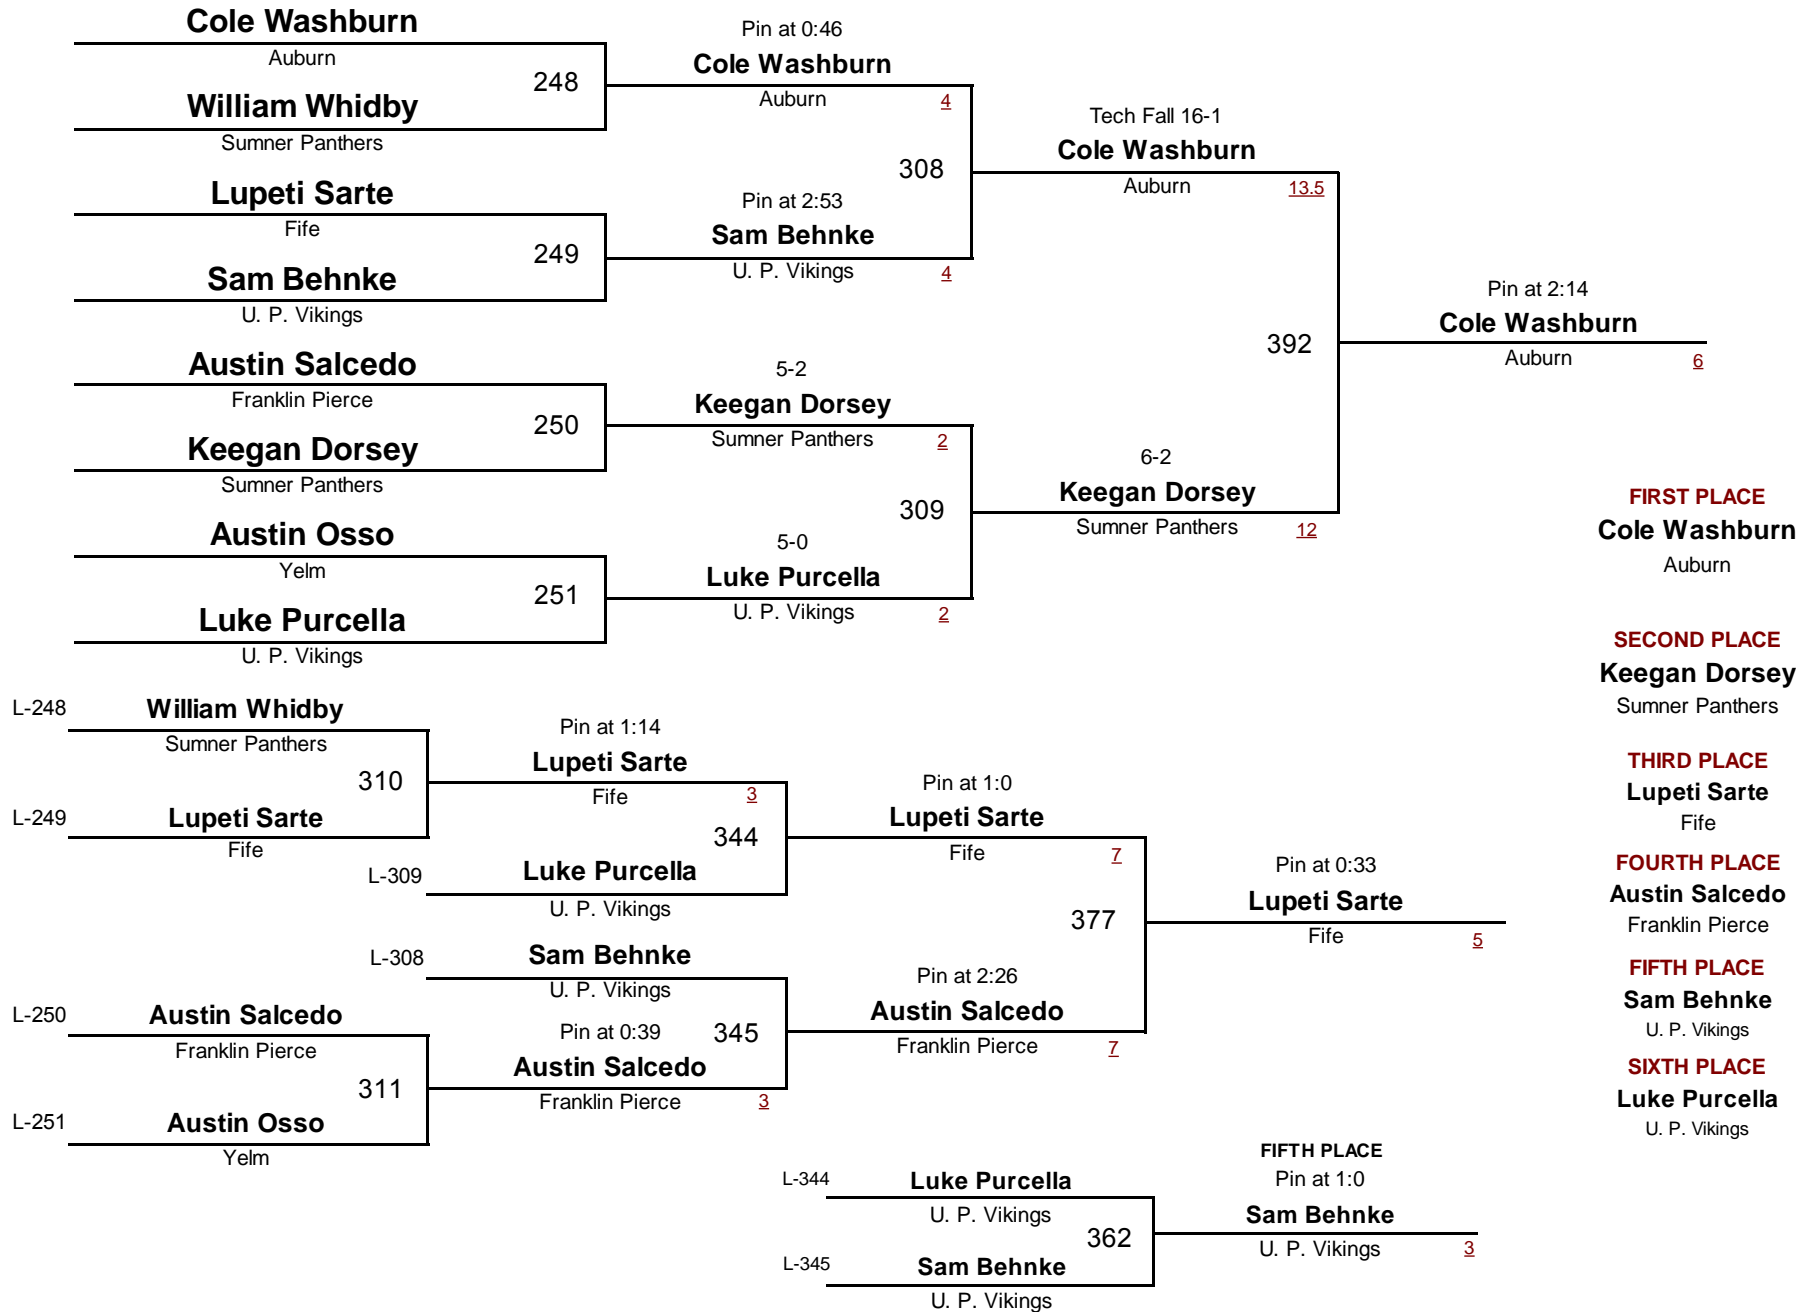 Cole Washburn
Auburn
248
William Whidby
Sumner Panthers
Lupeti Sarte
Fife
249
Sam Behnke
U. P. Vikings
Austin Salcedo
Franklin Pierce
250
Keegan Dorsey
Sumner Panthers
Austin Osso
Yelm
251
Luke Purcella
U. P. Vikings
Pin at 0:46
Cole Washburn
Auburn
4
308
Pin at 2:53
Sam Behnke
U. P. Vikings
4
5-2
Keegan Dorsey
Sumner Panthers
2
309
5-0
Luke Purcella
U. P. Vikings
2
Tech Fall 16-1
Cole Washburn
Auburn
13.5
392
6-2
Keegan Dorsey
Sumner Panthers
12
Pin at 2:14
Cole Washburn
Auburn
6
L-248
William Whidby
Sumner Panthers
310
L-249
Lupeti Sarte
Fife
Pin at 1:14
Lupeti Sarte
Fife
3
344
L-309
Luke Purcella
U. P. Vikings
L-308
Sam Behnke
U. P. Vikings
345
L-250
Austin Salcedo
Franklin Pierce
311
L-251
Austin Osso
Yelm
Pin at 0:39
Austin Salcedo
Franklin Pierce
3
Pin at 1:0
Lupeti Sarte
Fife
7
377
Pin at 2:26
Austin Salcedo
Franklin Pierce
7
Pin at 0:33
Lupeti Sarte
Fife
5
L-344
Luke Purcella
U. P. Vikings
362
L-345
Sam Behnke
U. P. Vikings
FIFTH PLACE
Pin at 1:0
Sam Behnke
U. P. Vikings
3
FIRST PLACE
Cole Washburn
Auburn
SECOND PLACE
Keegan Dorsey
Sumner Panthers
THIRD PLACE
Lupeti Sarte
Fife
FOURTH PLACE
Austin Salcedo
Franklin Pierce
FIFTH PLACE
Sam Behnke
U. P. Vikings
SIXTH PLACE
Luke Purcella
U. P. Vikings